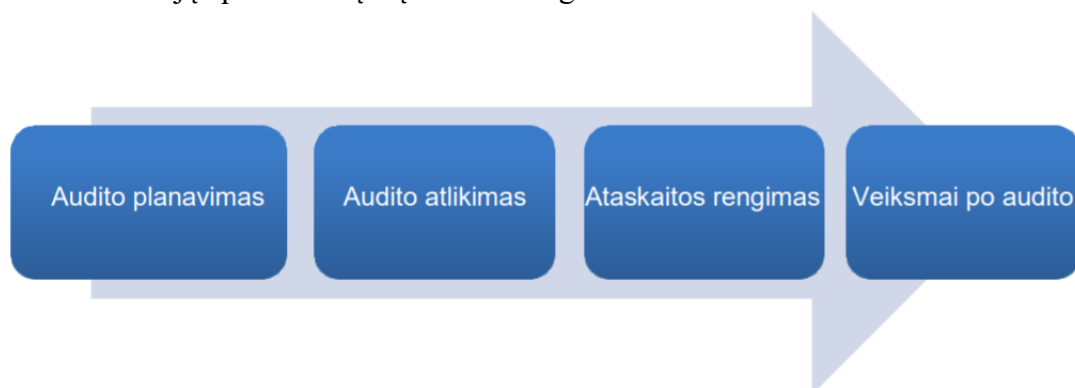 Audito planavimas
Audito atlikimas
Ataskaitos rengimas
Veiksmai po audito